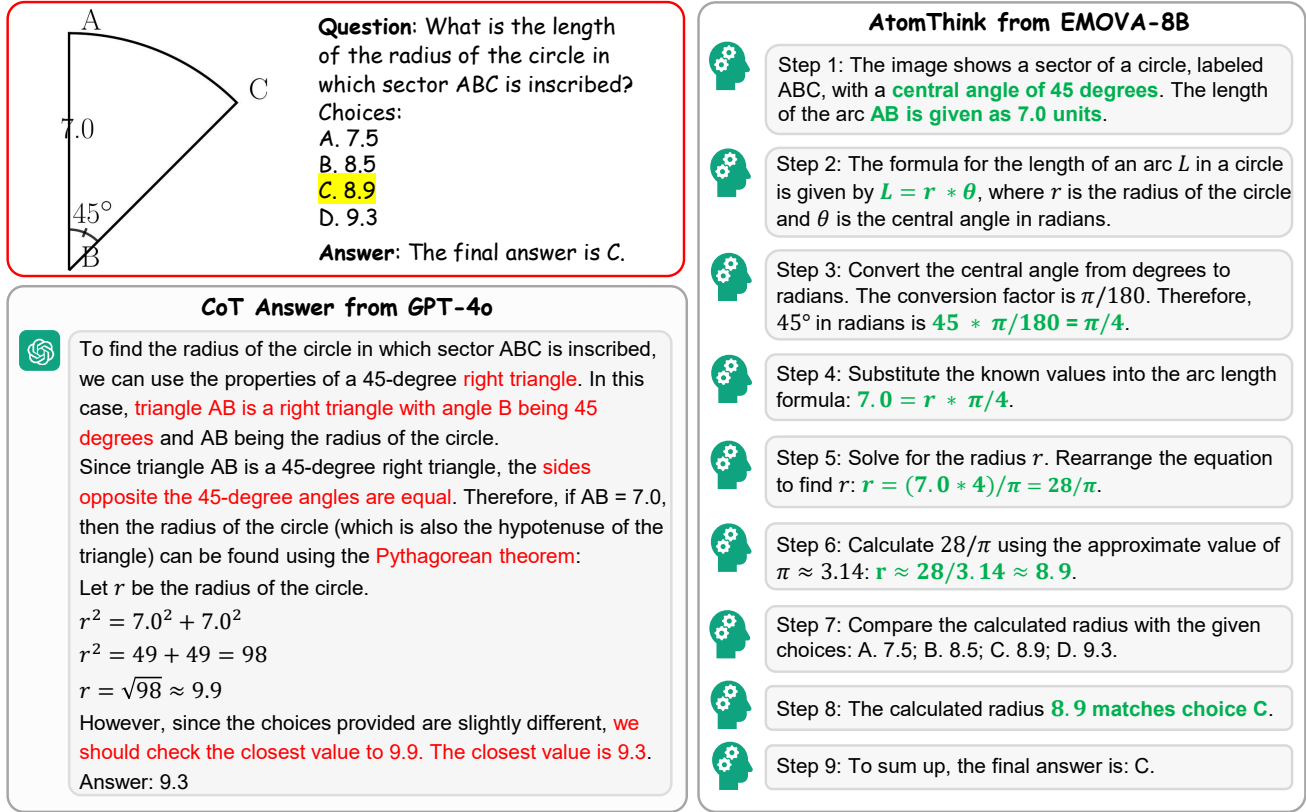 A
C
7.0
45°
B
Question: What is the length
of the radius of the circle in
which sector ABC is inscribed?
Choices:
A. 7.5
B. 8.5
C. 8.9
D. 9.3
Answer: The final answer is C.
CoT Answer from GPT-4o
To find the radius of the circle in which sector ABC is inscribed,
we can use the properties of a 45-degree right triangle. In this
case, triangle AB is a right triangle with angle B being 45
degrees and AB being the radius of the circle.
Since triangle AB is a 45-degree right triangle, the sides
opposite the 45-degree angles are equal. Therefore, if AB = 7.0,
then the radius of the circle (which is also the hypotenuse of the
triangle) can be found using the Pythagorean theorem:
Let r be the radius of the circle.
r² = 7.0² + 7.0²
r² = 49 + 49 = 98
r = √98 ≈ 9.9
However, since the choices provided are slightly different, we
should check the closest value to 9.9. The closest value is 9.3.
Answer: 9.3
AtomThink from EMOVA-8B
Step 1: The image shows a sector of a circle, labeled
ABC, with a central angle of 45 degrees. The length
of the arc AB is given as 7.0 units.
Step 2: The formula for the length of an arc L in a circle
is given by L = r * θ, where r is the radius of the circle
and θ is the central angle in radians.
Step 3: Convert the central angle from degrees to
radians. The conversion factor is π/180. Therefore,
45° in radians is 45 * π/180 = π/4.
Step 4: Substitute the known values into the arc length
formula: 7.0 = r * π/4.
Step 5: Solve for the radius r. Rearrange the equation
to find r: r = (7.0 * 4)/π = 28/π.
Step 6: Calculate 28/π using the approximate value of
π ≈ 3.14: r ≈ 28/3.14 ≈ 8.9.
Step 7: Compare the calculated radius with the given
choices: A. 7.5; B. 8.5; C. 8.9; D. 9.3.
Step 8: The calculated radius 8.9 matches choice C.
Step 9: To sum up, the final answer is: C.